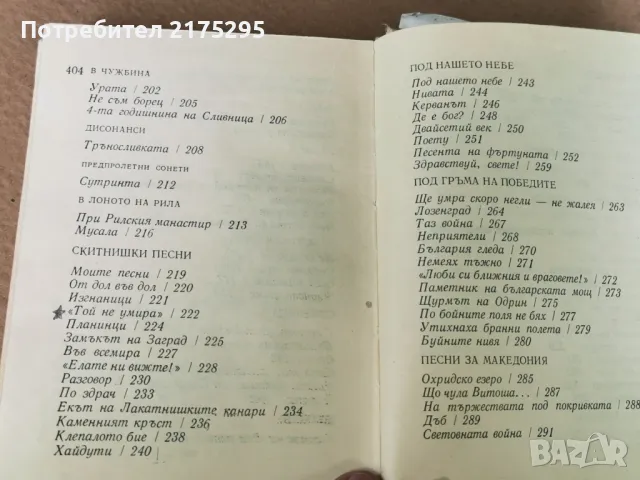 Потребител 2175295
404 В ЧУЖБИНА
Урата / 202
Не съм борец / 205
4-та годишнина на Сливница / 206
ДИСОНАНСИ
Тръносливката / 208
ПРЕДПРОЛЕТНИ СОНЕТИ
Сутринта / 212
В ЛОНОТО НА РИЛА
При Рилския манастир / 213
Мусала / 216
СКИТНИШКИ ПЕСНИ
Моите песни / 219
От дол във дол / 220
Изгнаници / 221
«Той не умира» / 222
Планинци / 224
Замъкът на Заград / 225
Във всемира / 227
«Елате ни вижте!» / 228
Разговор / 230
По здрач / 233
Екът на Лакатнишките канари / 234
Каменният кръст / 236
Клепалото бие / 238
Хайдути / 240
ПОД НАШЕТО НЕБЕ
Под нашето небе / 243
Нивата / 244
Керванът / 246
Де е бог? / 248
Двайсетий век / 250
Поету / 251
Песента на фъртуната / 252
Здравствуй, свете! / 259
ПОД ГРЪМА НА ПОБЕДИТЕ
Ще умра скоро негли — не жалея / 263
Лозенград / 264
Таз война / 267
Неприятели / 268
България гледа / 270
Немеях тъжно / 271
«Люби си ближния и враговете!» / 272
Паметник на българската мощ / 273
Щурмът на Одрин / 275
По бойните поля не бях / 277
Утихнаха бранни полета / 279
Буйните нивя / 280
ПЕСНИ ЗА МАКЕДОНИЯ
Охридско езеро / 285
Що чула Витоша... / 287
На тържествата под покривката / 288
Дъб / 289
Световната война / 291
BAZAR
bg